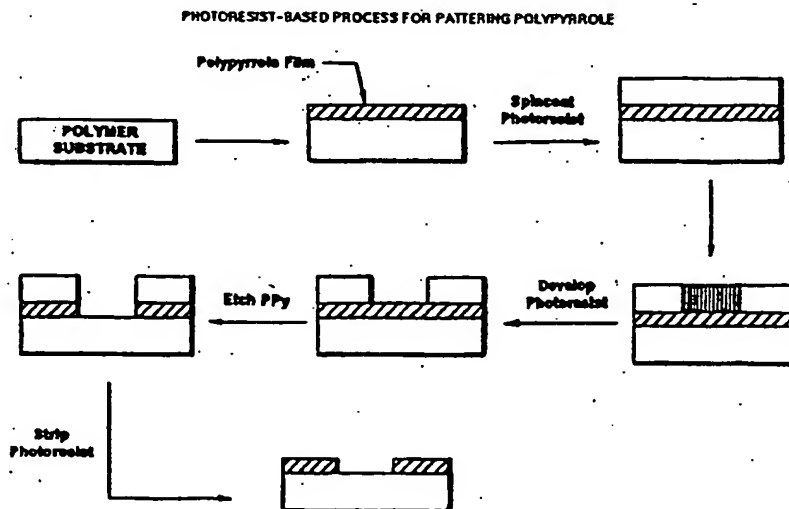 PHOTORESIST-BASED PROCESS FOR PATTERING POLYPYRROLE
Polypyrrole Film
POLYMER
SUBSTRATE
Spincoat
Photoresist
Develop
Photoresist
Etch PPy
Strip
Photoresist